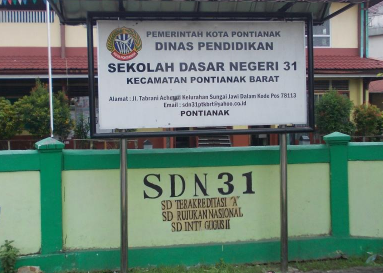 PEMERINTAH KOTA PONTIANAK
DINAS PENDIDIKAN
SEKOLAH DASAR NEGERI 31
KECAMATAN PONTIANAK BARAT
Alamat : Jl. Tabrani Achmad Kelurahan Sungai Jawi Dalam Kode Pos 78113
Email : sdn31ptkbrt@yahoo.co.id
PONTIANAK
SDN 31
SD TERAKREDITASI "A"
SD RUJUKAN NASIONAL
SD INTI GUGUS II